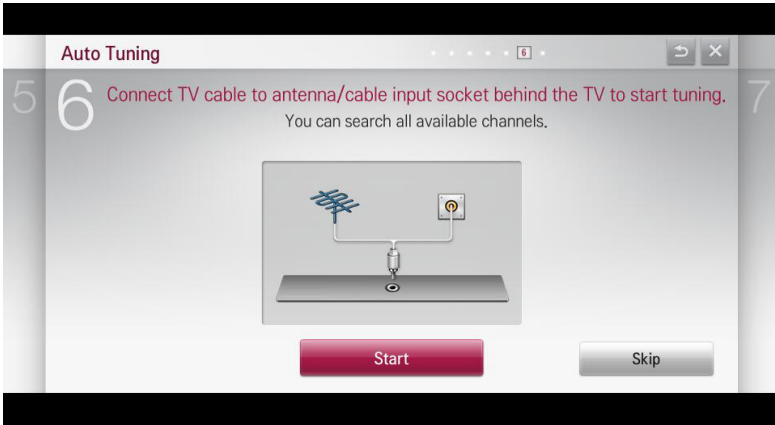 Auto Tuning
6
5
6
Connect TV cable to antenna/cable input socket behind the TV to start tuning.
7
You can search all available channels.
Start
Skip